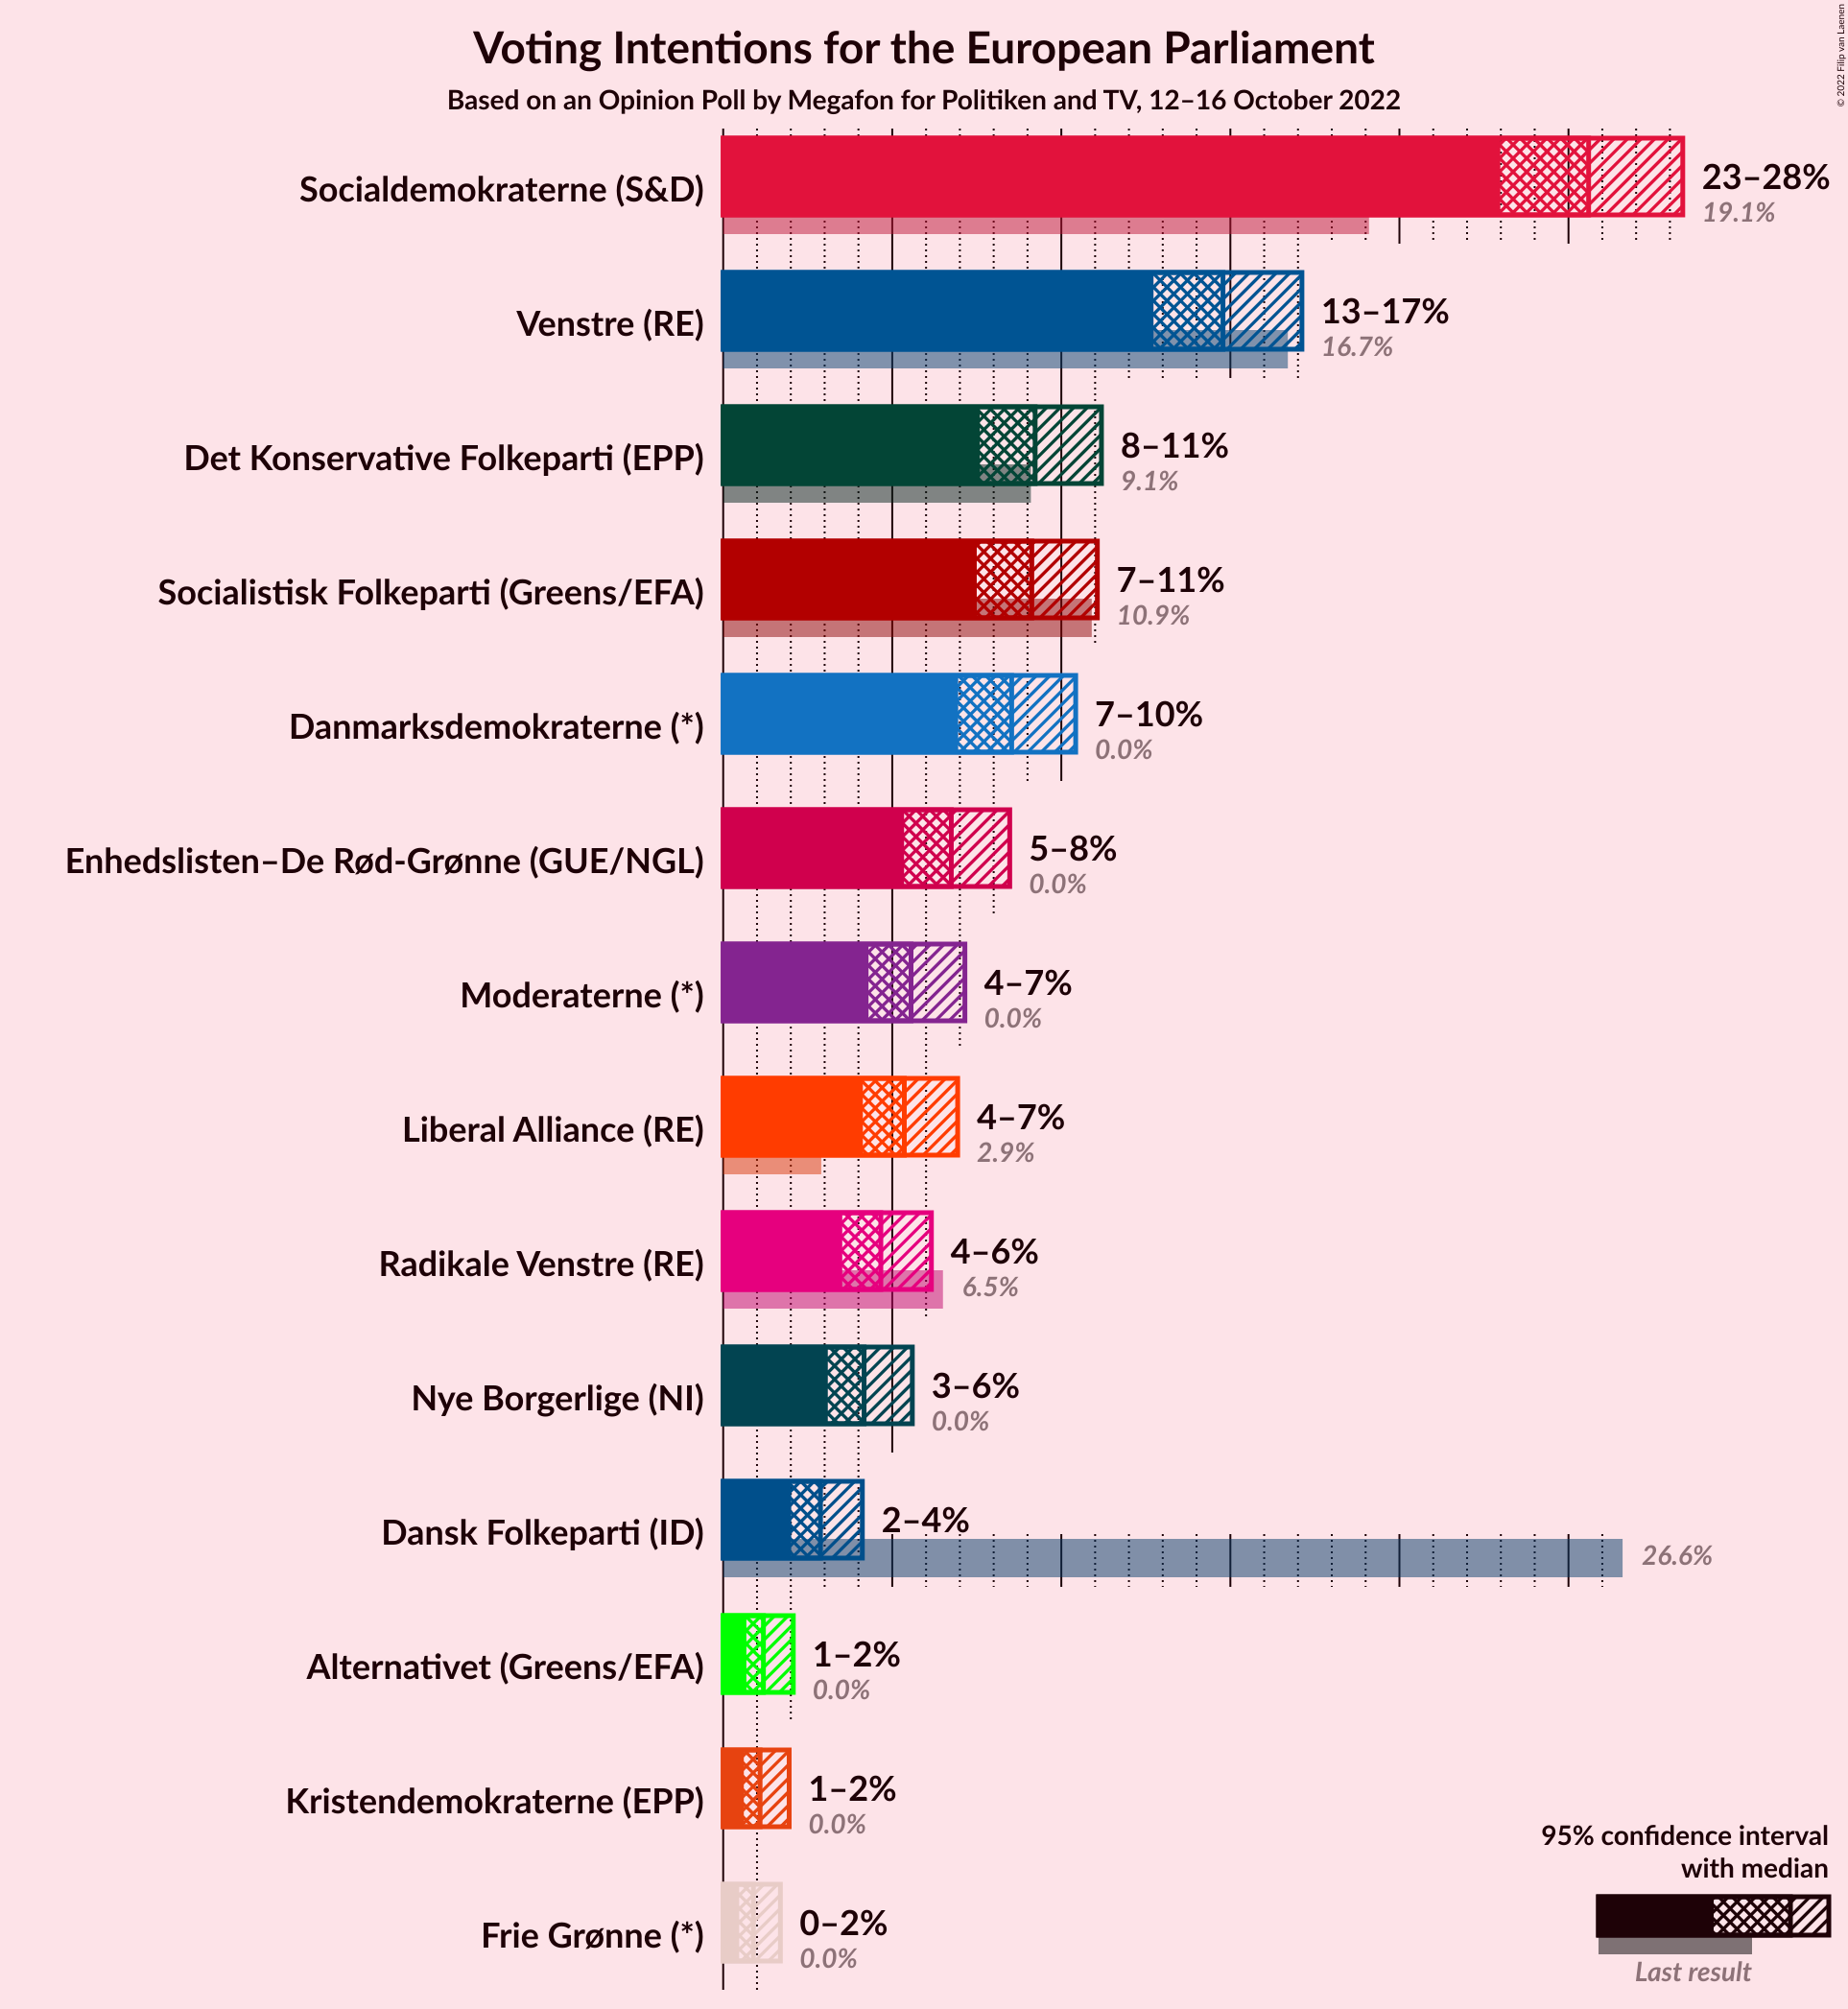 Voting Intentions for the European Parliament
Based on an Opinion Poll by Megafon for Politiken and TV, 12–16 October 2022
© 2022 Filip van Laenen
Socialdemokraterne (S&D)
23–28%
19.1%
Venstre (RE)
13–17%
16.7%
Det Konservative Folkeparti (EPP)
8–11%
9.1%
Socialistisk Folkeparti (Greens/EFA)
7–11%
10.9%
Danmarksdemokraterne (*)
7–10%
0.0%
Enhedslisten–De Rød-Grønne (GUE/NGL)
5–8%
0.0%
Moderaterne (*)
4–7%
0.0%
Liberal Alliance (RE)
4–7%
2.9%
Radikale Venstre (RE)
4–6%
6.5%
Nye Borgerlige (NI)
3–6%
0.0%
Dansk Folkeparti (ID)
2–4%
26.6%
Alternativet (Greens/EFA)
1–2%
0.0%
Kristendemokraterne (EPP)
1–2%
0.0%
Frie Grønne (*)
0–2%
0.0%
95% confidence interval
with median
Last result